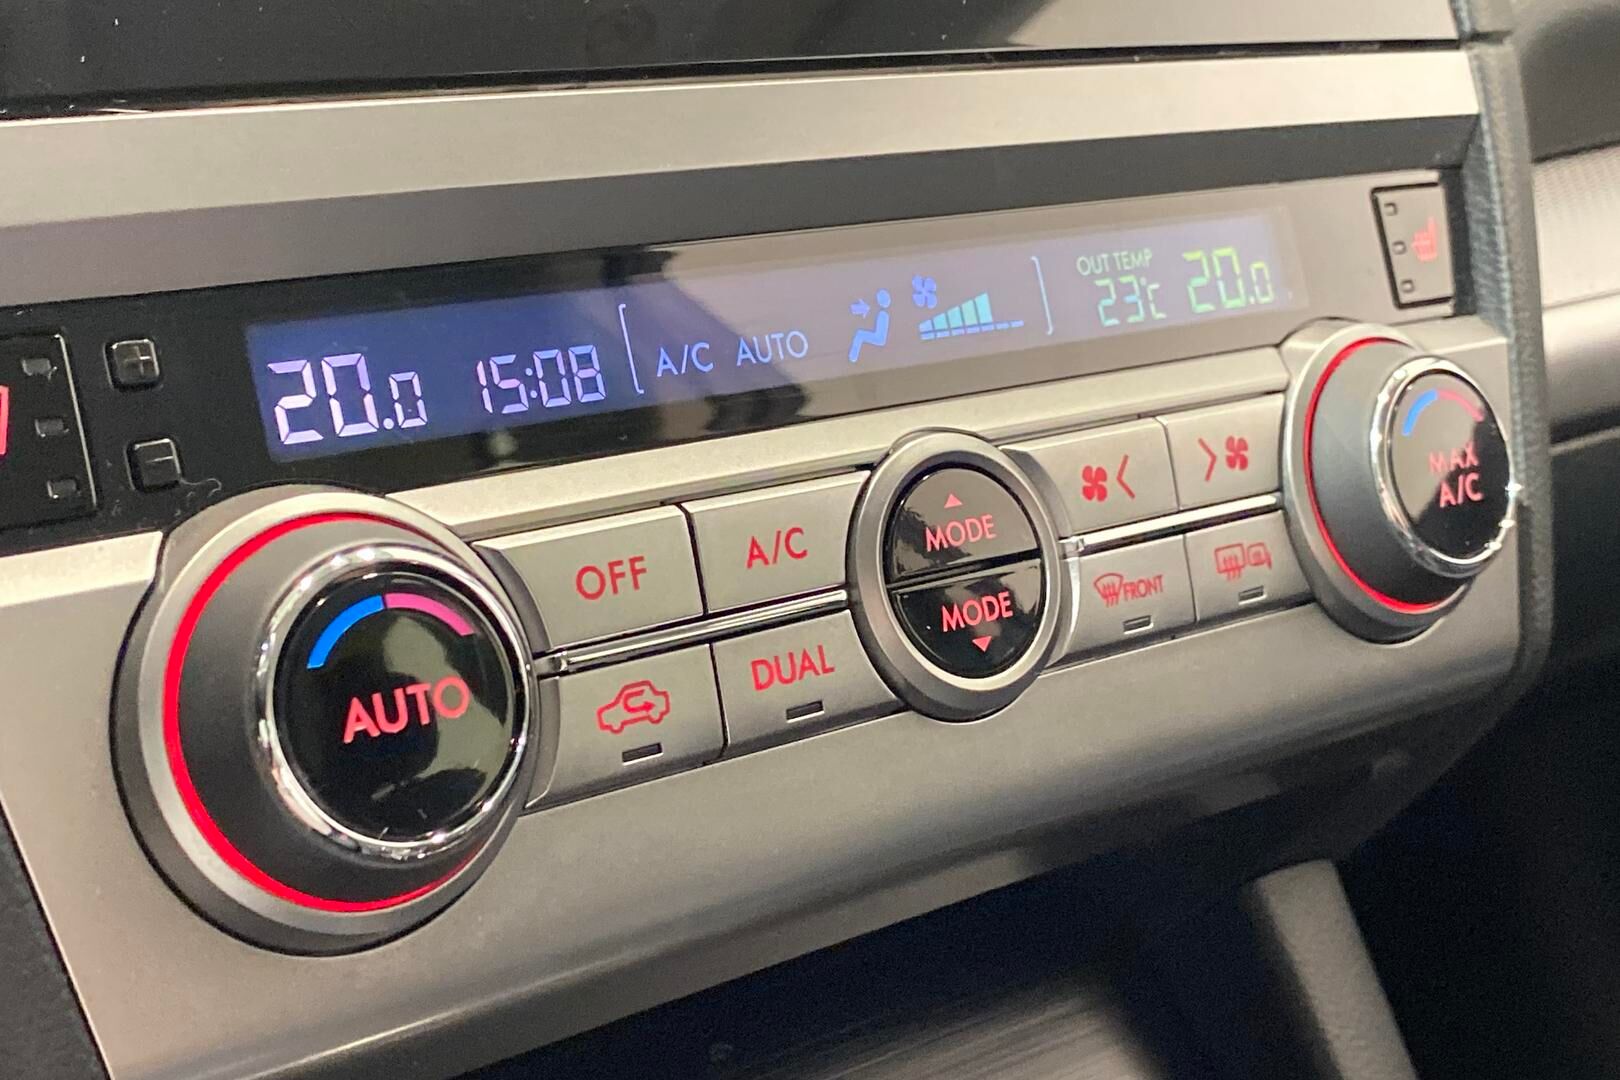 20.0 15:08 A/C AUTO
OUT TEMP
23°C 20.0
+
-
OFF
A/C
MODE
MODE
DUAL
AUTO
FRONT
MAX
A/C